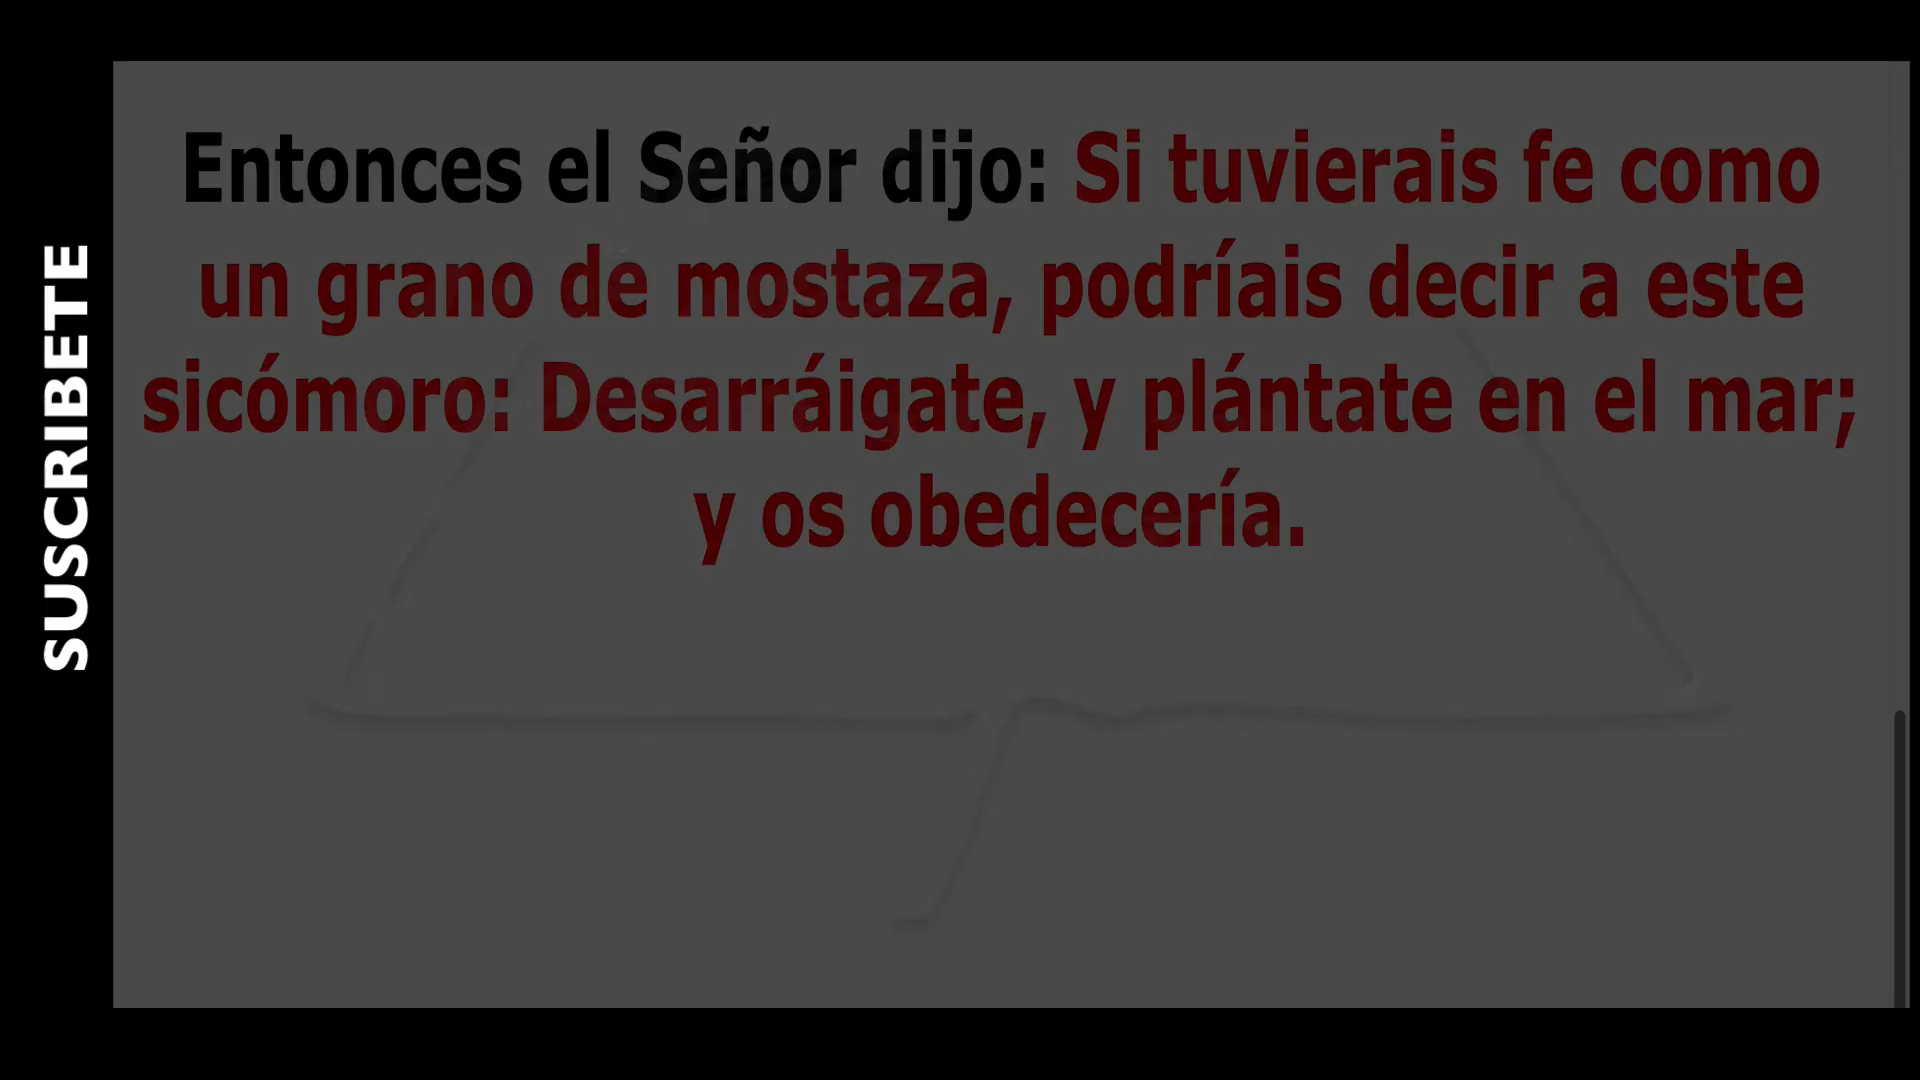 SUSCRIBETE
Entonces el Señor dijo: Si tuvierais fe como
un grano de mostaza, podríais decir a este
sicómoro: Desarráigate, y plántate en el mar;
y os obedecería.